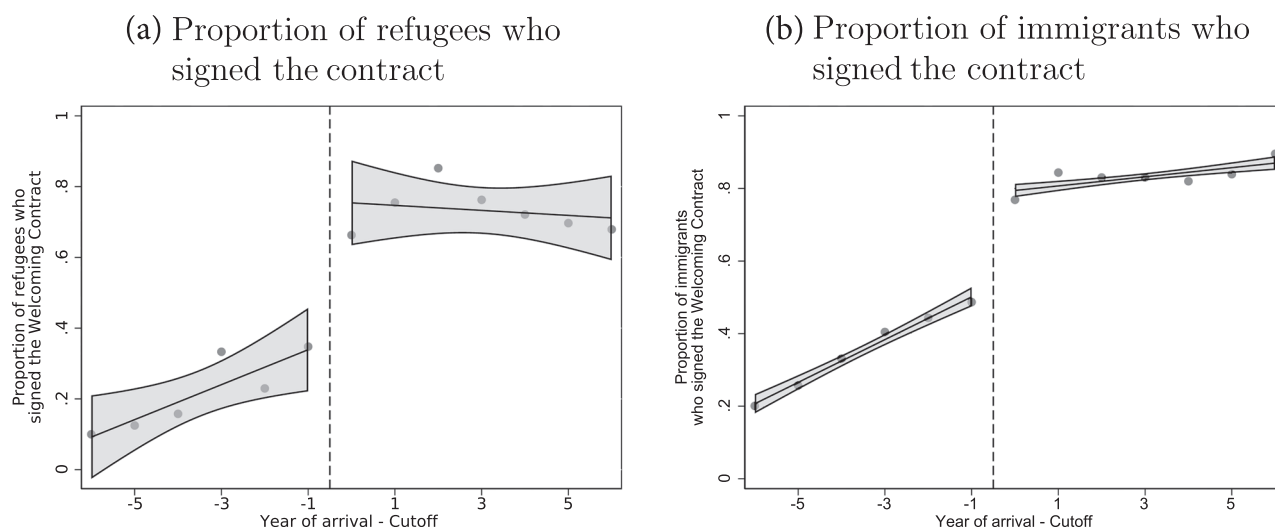 (a) Proportion of refugees who
signed the contract
Proportion of refugees who
signed the Welcoming Contract
1
.8
.6
.4
.2
0
-5 -3 -1 1 3 5
Year of arrival - Cutoff
(b) Proportion of immigrants who
signed the contract
Proportion of immigrants
who signed the Welcoming Contract
1
.8
.6
.4
.2
0
-5 -3 -1 1 3 5
Year of arrival - Cutoff